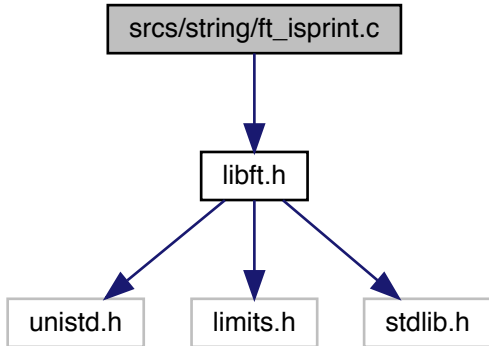 srcs/string/ft_isprint.c
libft.h
unistd.h
limits.h
stdlib.h